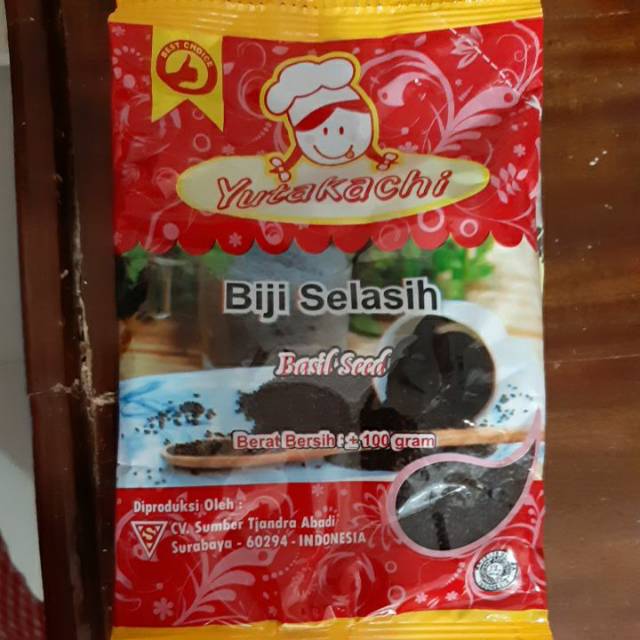 BEST CHOICE
Yutakachi
Biji Selasih
Basil Seed
Berat Bersih : ± 100 gram
Diproduksi Oleh :
CV. Sumber Tjandra Abadi
Surabaya - 60294 - INDONESIA